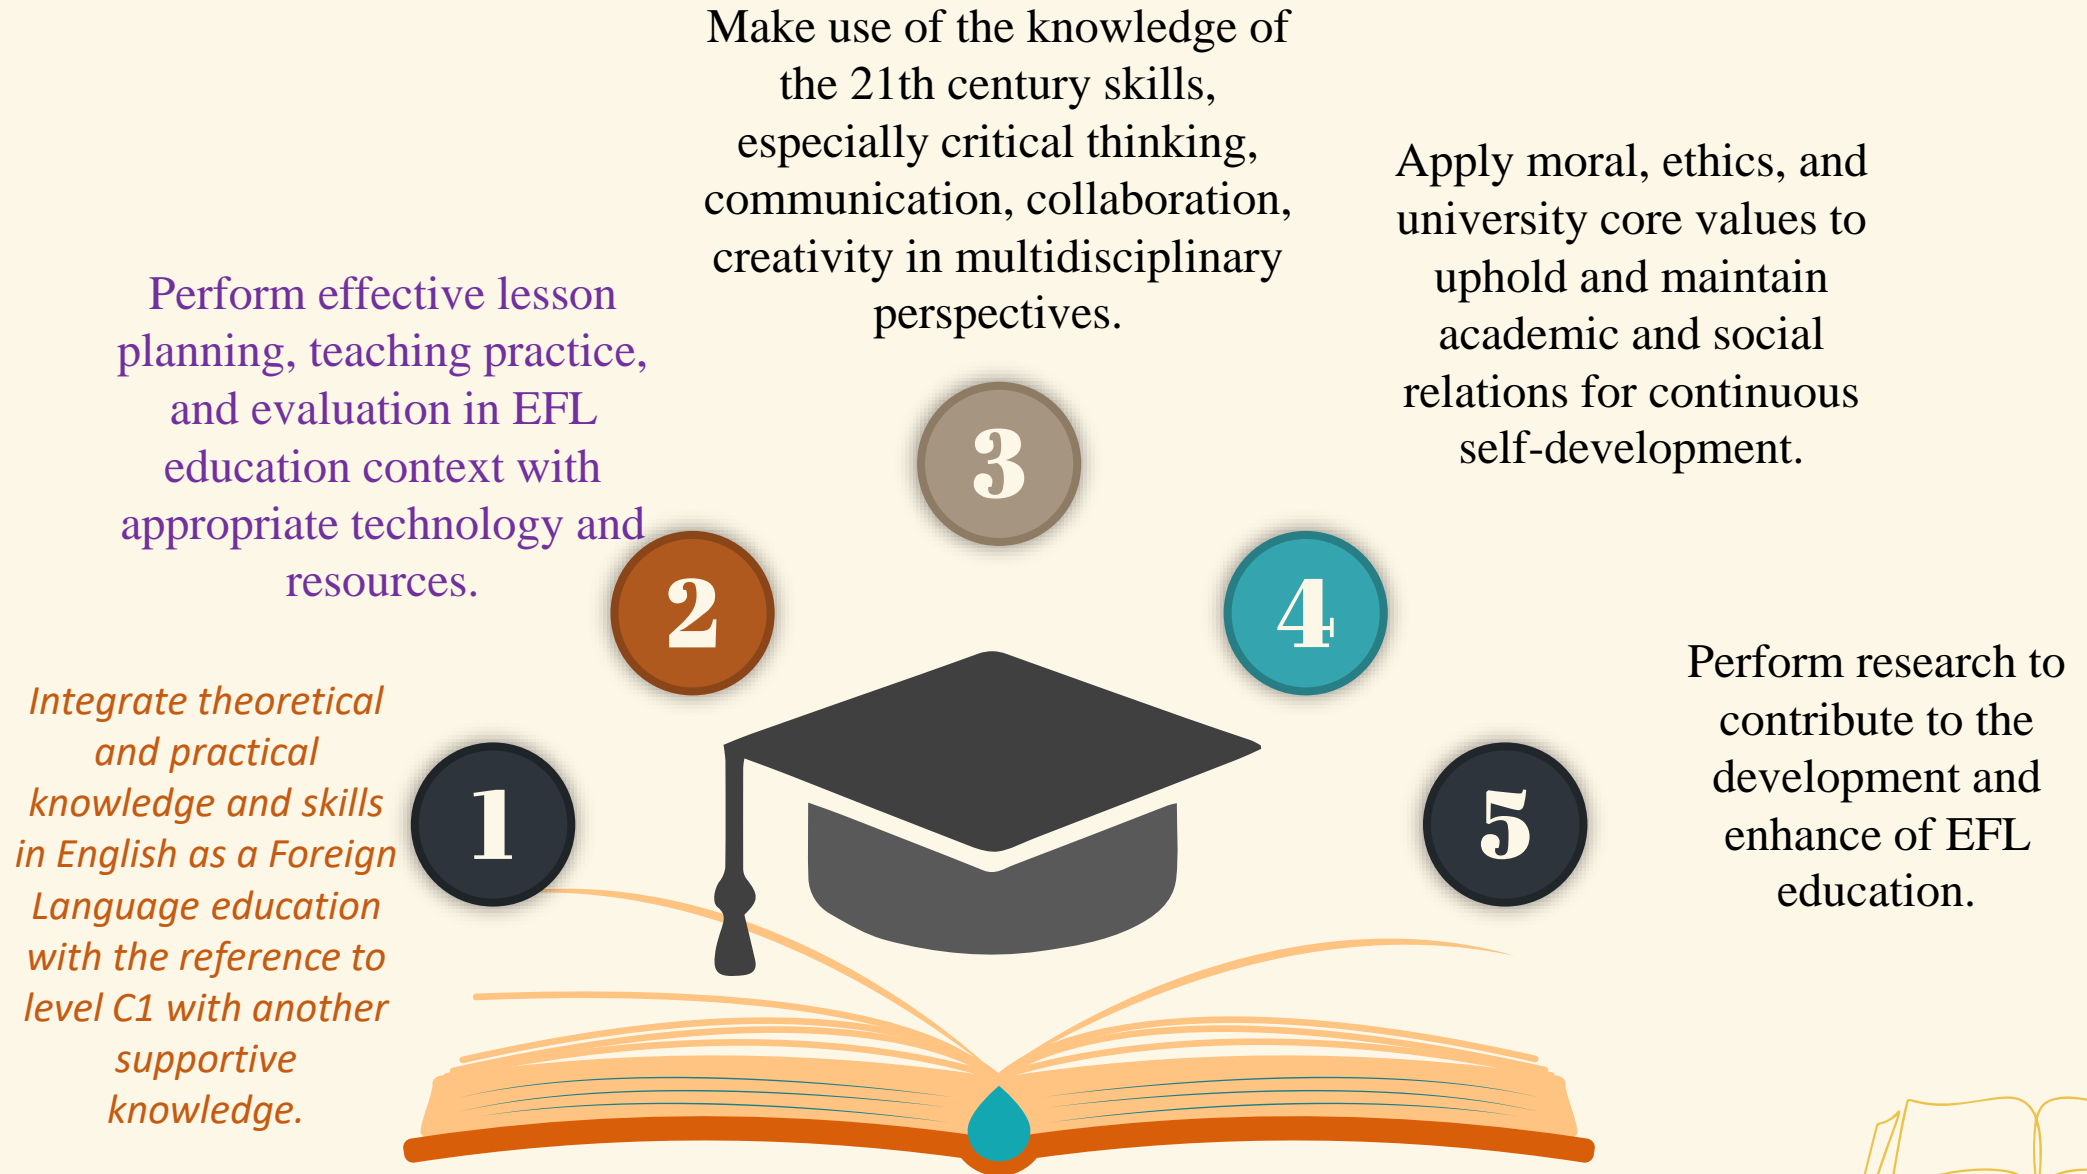 Integrate theoretical
and practical
knowledge and skills
in English as a Foreign
Language education
with the reference to
level C1 with another
supportive
knowledge.
1
Perform effective lesson
planning, teaching practice,
and evaluation in EFL
education context with
appropriate technology and
resources.
2
Make use of the knowledge of
the 21th century skills,
especially critical thinking,
communication, collaboration,
creativity in multidisciplinary
perspectives.
3
Apply moral, ethics, and
university core values to
uphold and maintain
academic and social
relations for continuous
self-development.
4
Perform research to
contribute to the
development and
enhance of EFL
education.
5